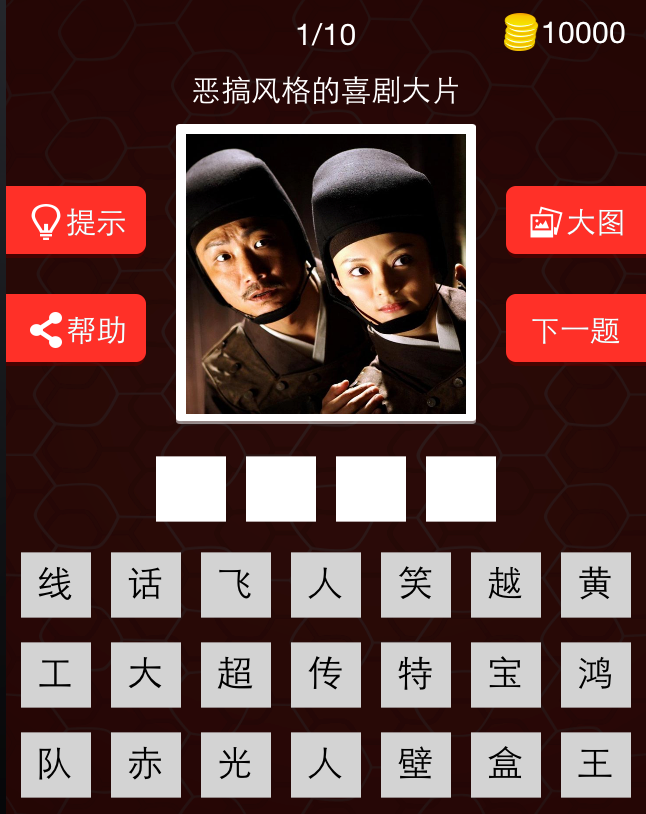 1/10
10000
恶搞风格的喜剧大片
提示
大图
帮助
下一题
线 话 飞 人 笑 越 黄
工 大 超 传 特 宝 鸿
队 赤 光 人 壁 盒 王